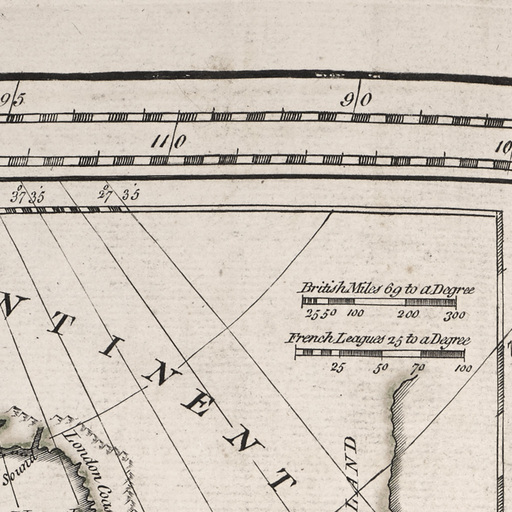 95
90
110
10
37 35
27 35
British Miles 69 to a Degree
25 50 100 200 300
French Leagues 25 to a Degree
25 50 70 100
NTINENT
LAND
London Coas
Sound